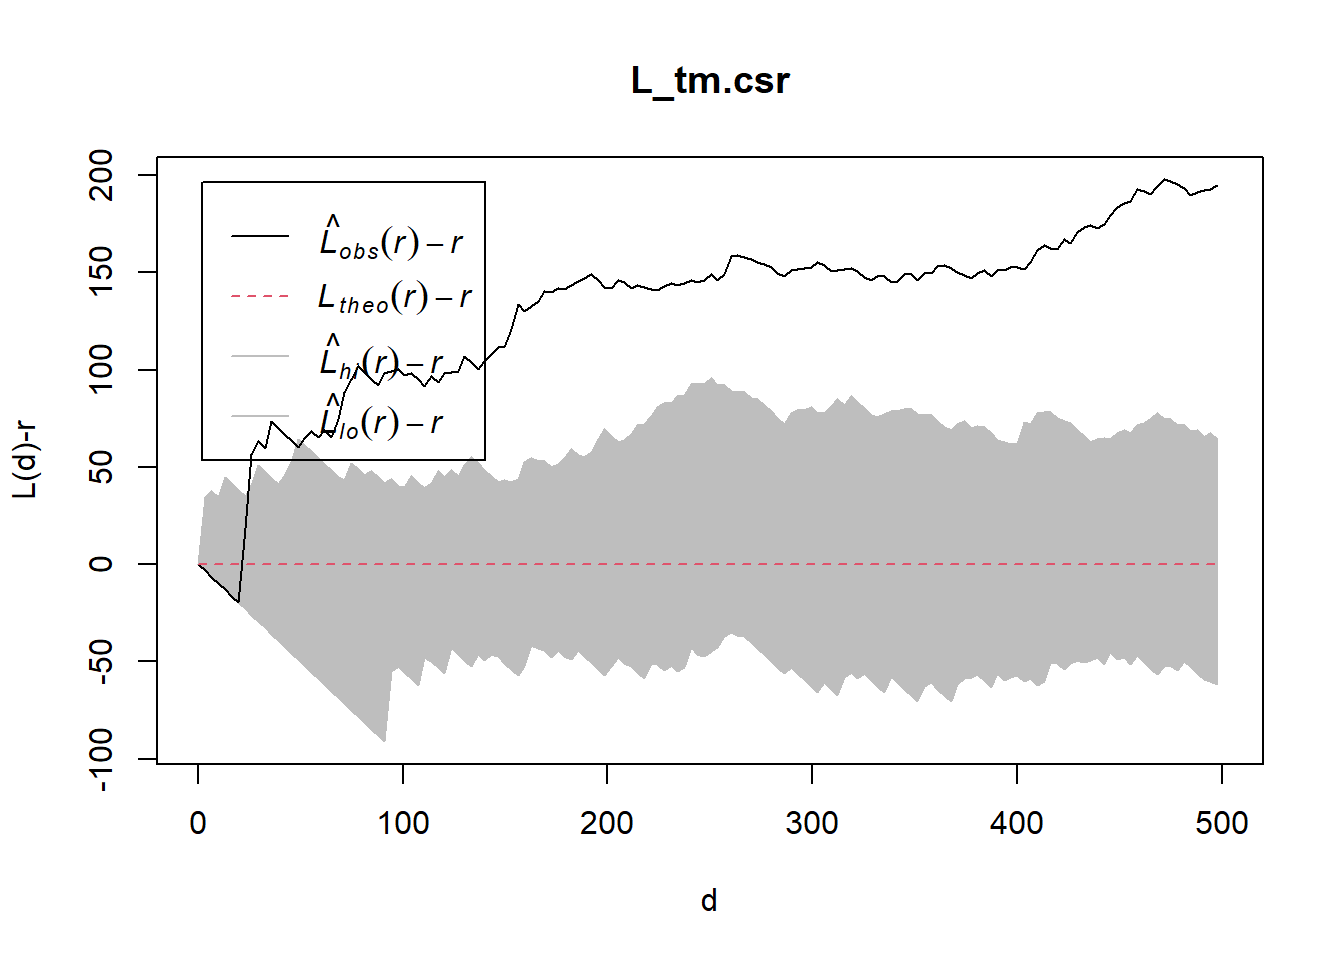 L_tm.csr
L(d)-r
200
150
100
50
0
-50
-100
L̂obs(r) − r
Ltheo(r) − r
L̂hi(r) − r
L̂lo(r) − r
0 100 200 300 400 500
d